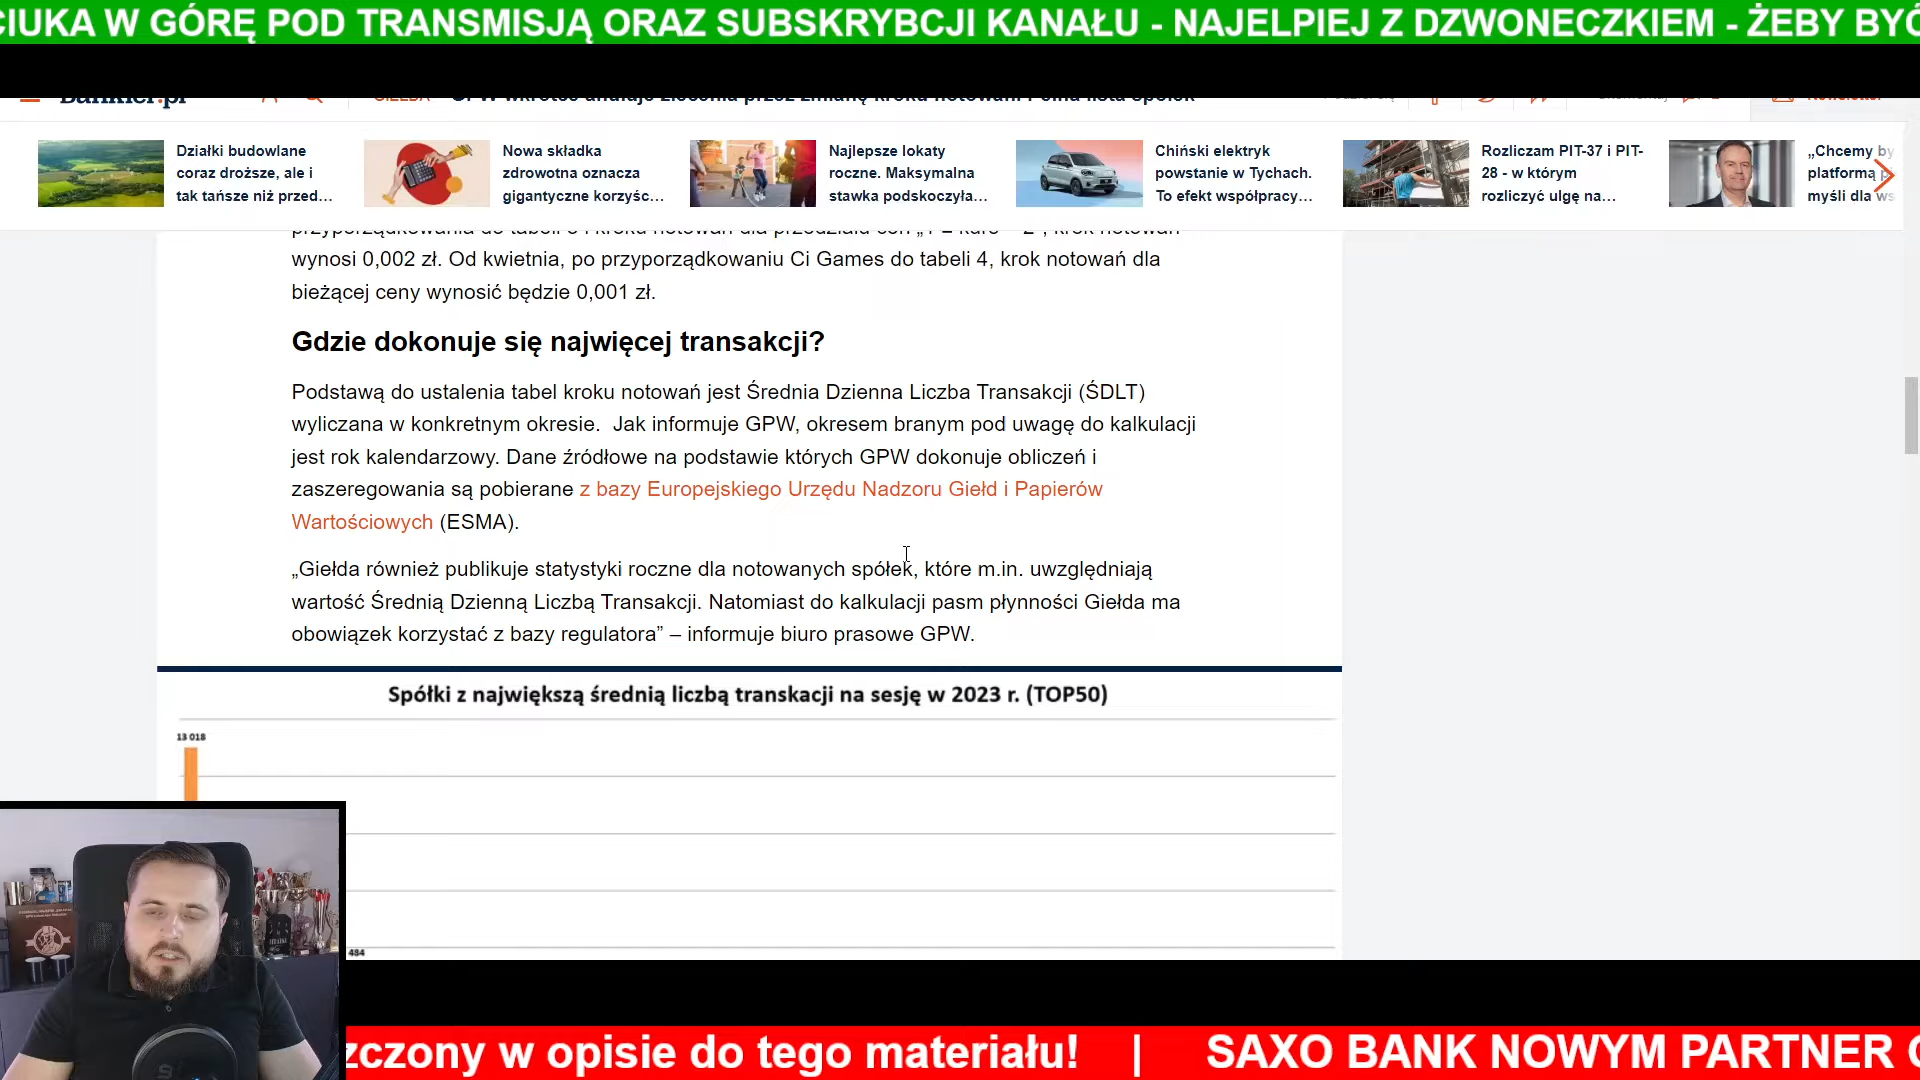 CIUKA W GÓRĘ POD TRANSMISJĄ ORAZ SUBSKRYBCJI KANAŁU - NAJELPIEJ Z DZWONECZKIEM - ŻEBY BYĆ
Działki budowlane
coraz droższe, ale i
tak tańsze niż przed...
Nowa składka
zdrowotna oznacza
gigantyczne korzyśc...
Najlepsze lokaty
roczne. Maksymalna
stawka podskoczyła...
Chiński elektryk
powstanie w Tychach.
To efekt współpracy...
Rozliczam PIT-37 i PIT-
28 - w którym
rozliczyć ulgę na...
„Chcemy by
platformą p
myśli dla ws
wynosi 0,002 zł. Od kwietnia, po przyporządkowaniu Ci Games do tabeli 4, krok notowań dla
bieżącej ceny wynosić będzie 0,001 zł.
Gdzie dokonuje się najwięcej transakcji?
Podstawą do ustalenia tabel kroku notowań jest Średnia Dzienna Liczba Transakcji (ŚDLT)
wyliczana w konkretnym okresie. Jak informuje GPW, okresem branym pod uwagę do kalkulacji
jest rok kalendarzowy. Dane źródłowe na podstawie których GPW dokonuje obliczeń i
zaszeregowania są pobierane z bazy Europejskiego Urzędu Nadzoru Giełd i Papierów
Wartościowych (ESMA).
„Giełda również publikuje statystyki roczne dla notowanych spółek, które m.in. uwzględniają
wartość Średnią Dzienną Liczbą Transakcji. Natomiast do kalkulacji pasm płynności Giełda ma
obowiązek korzystać z bazy regulatora” – informuje biuro prasowe GPW.
Spółki z największą średnią liczbą transkacji na sesję w 2023 r. (TOP50)
13 018
484
zczony w opisie do tego materiału! | SAXO BANK NOWYM PARTNER